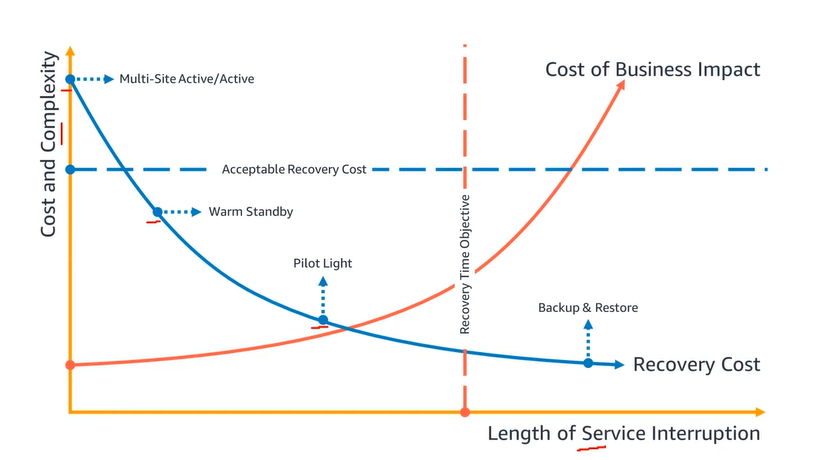 Cost and Complexity
Multi-Site Active/Active
Cost of Business Impact
Acceptable Recovery Cost
Warm Standby
Recovery Time Objective
Pilot Light
Backup & Restore
Recovery Cost
Length of Service Interruption